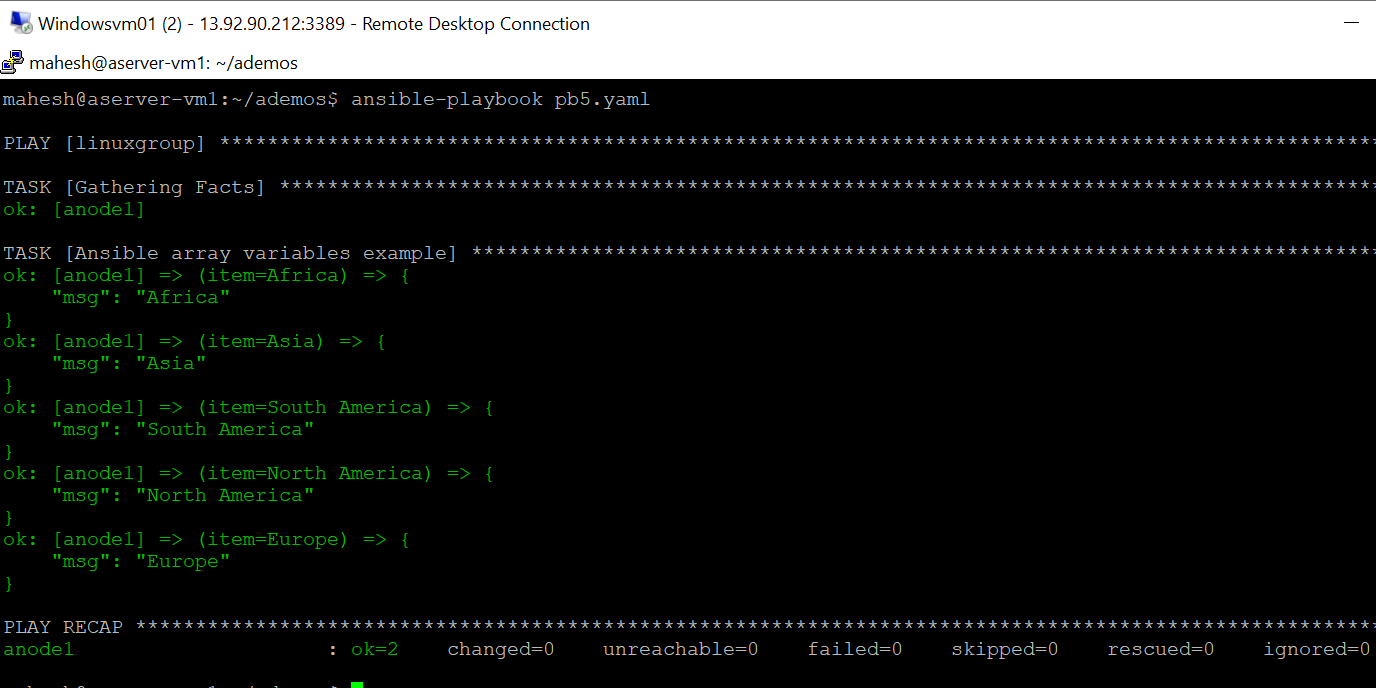 Windowsvm01 (2) - 13.92.90.212:3389 - Remote Desktop Connection
mahesh@aserver-vm1: ~/ademos
mahesh@aserver-vm1:~/ademos$ ansible-playbook pb5.yaml
PLAY [linuxgroup] ************************************************************************************************
TASK [Gathering Facts] *******************************************************************************************
ok: [anode1]
TASK [Ansible array variables example] ***************************************************************************
ok: [anode1] => (item=Africa) => {
    "msg": "Africa"
}
ok: [anode1] => (item=Asia) => {
    "msg": "Asia"
}
ok: [anode1] => (item=South America) => {
    "msg": "South America"
}
ok: [anode1] => (item=North America) => {
    "msg": "North America"
}
ok: [anode1] => (item=Europe) => {
    "msg": "Europe"
}
PLAY RECAP *******************************************************************************************************
anode1                     : ok=2    changed=0    unreachable=0    failed=0    skipped=0    rescued=0    ignored=0